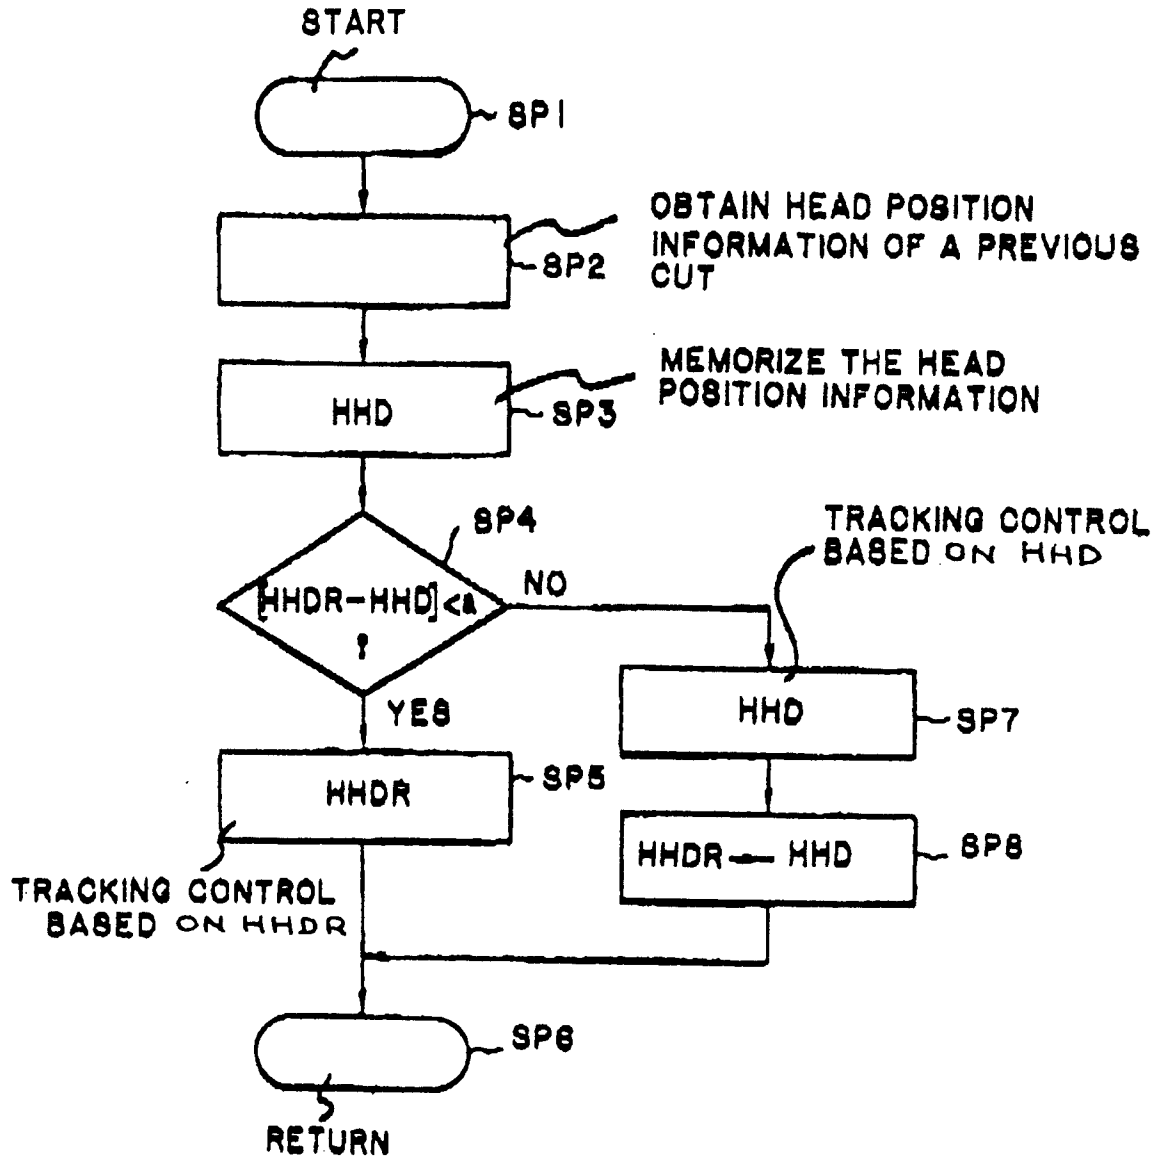 START
SP1
OBTAIN HEAD POSITION
INFORMATION OF A PREVIOUS
CUT
SP2
MEMORIZE THE HEAD
POSITION INFORMATION
HHD
SP3
SP4
TRACKING CONTROL
BASED ON HHD
[HHDR-HHD]<a
?
NO
YES
HHD
SP7
HHDR
SP5
HHDR ← HHD
SP8
TRACKING CONTROL
BASED ON HHDR
SP6
RETURN